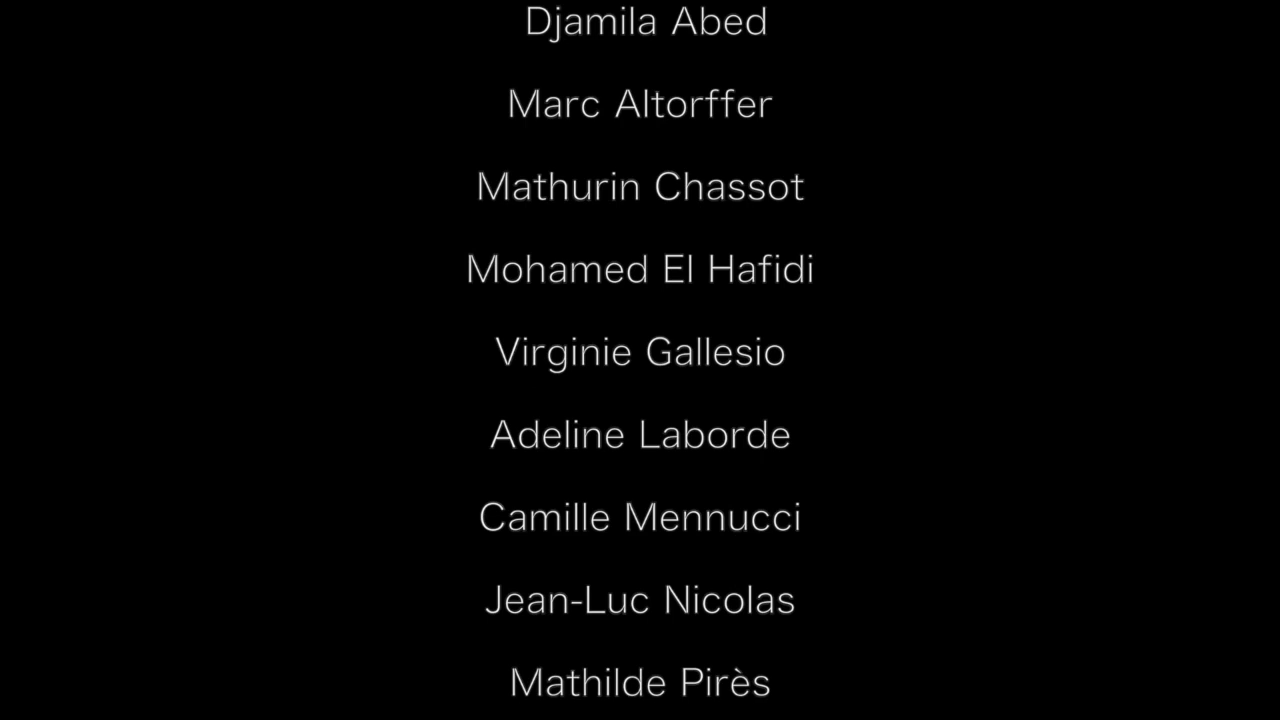 Djamila Abed
Marc Altorffer
Mathurin Chassot
Mohamed El Hafidi
Virginie Gallesio
Adeline Laborde
Camille Mennucci
Jean-Luc Nicolas
Mathilde Pirès